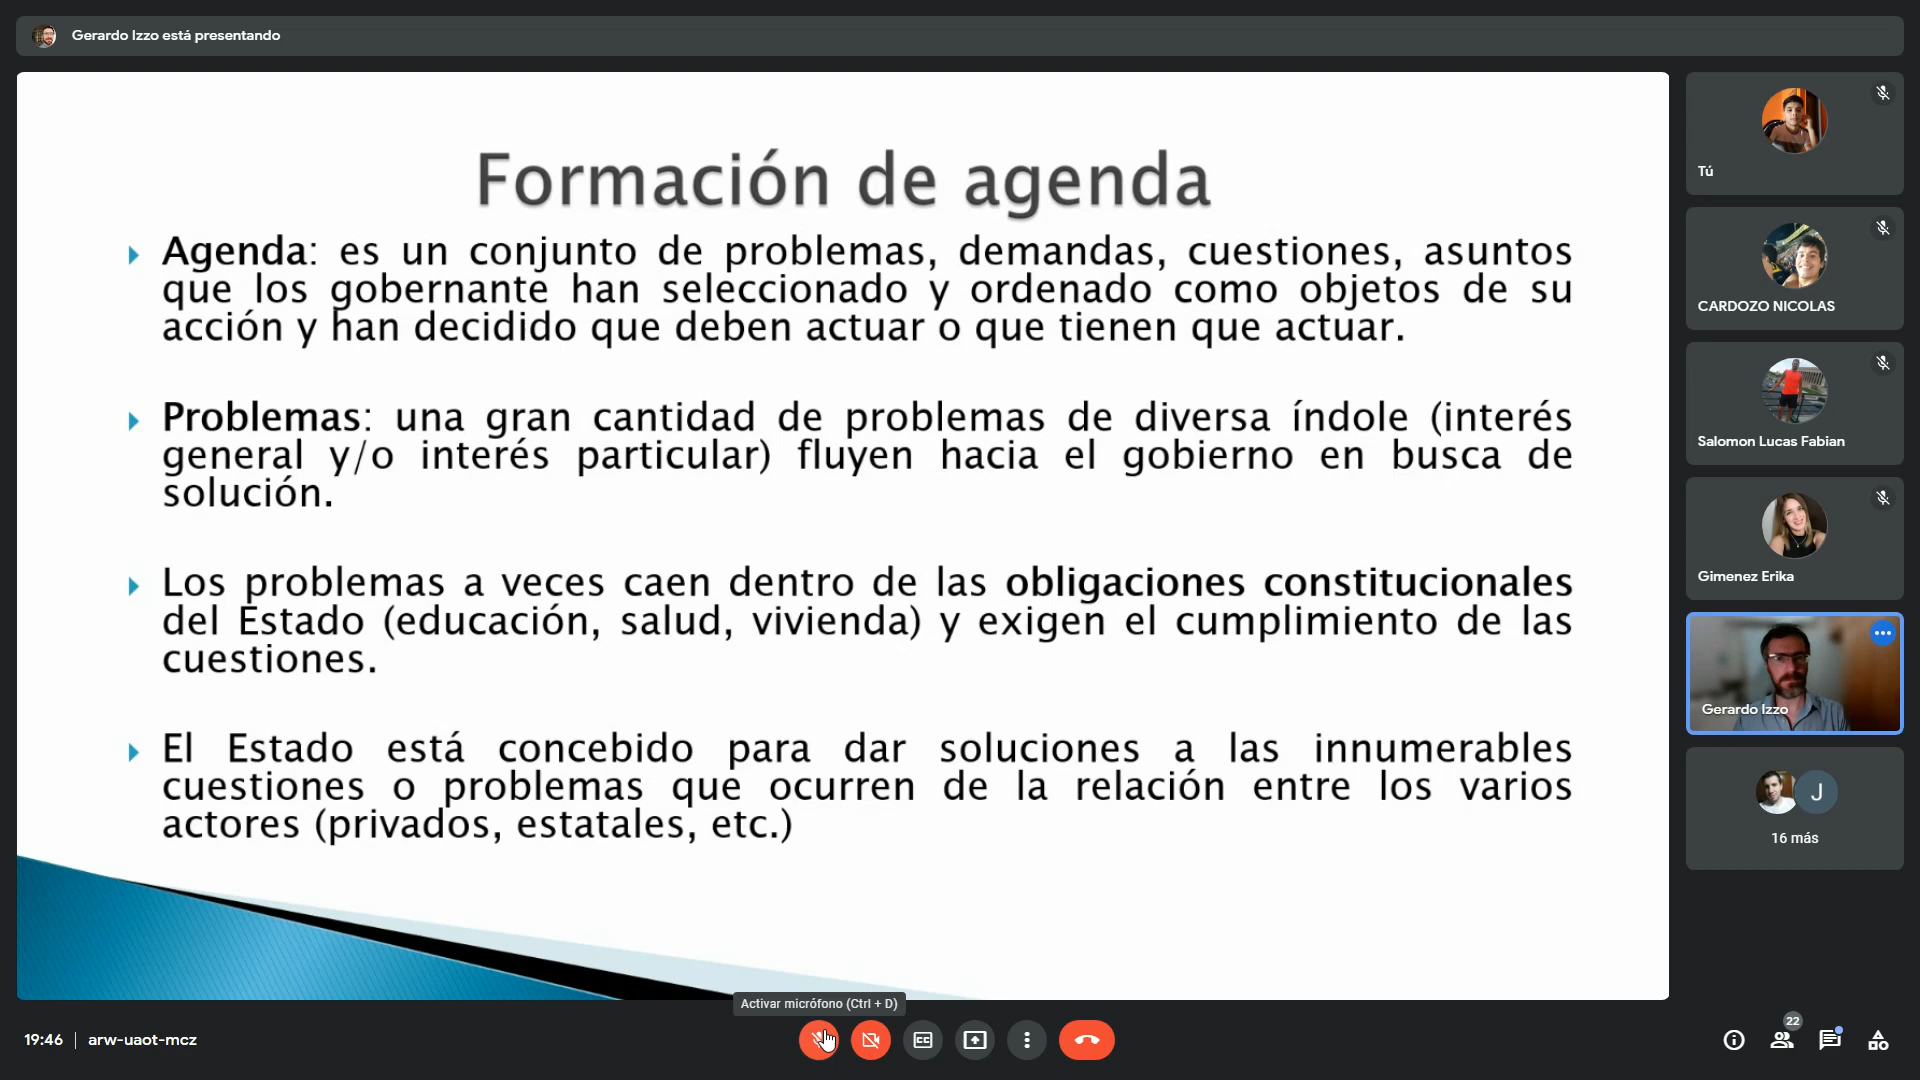 Gerardo Izzo está presentando
Formación de agenda
Agenda: es un conjunto de problemas, demandas, cuestiones, asuntos
que los gobernante han seleccionado y ordenado como objetos de su
acción y han decidido que deben actuar o que tienen que actuar.
Problemas: una gran cantidad de problemas de diversa índole (interés
general y/o interés particular) fluyen hacia el gobierno en busca de
solución.
Los problemas a veces caen dentro de las obligaciones constitucionales
del Estado (educación, salud, vivienda) y exigen el cumplimiento de las
cuestiones.
El Estado está concebido para dar soluciones a las innumerables
cuestiones o problemas que ocurren de la relación entre los varios
actores (privados, estatales, etc.)
Tú
CARDOZO NICOLAS
Salomon Lucas Fabian
Gimenez Erika
Gerardo Izzo
J
16 más
Activar micrófono (Ctrl + D)
19:46 | arw-uaot-mcz
CC
22